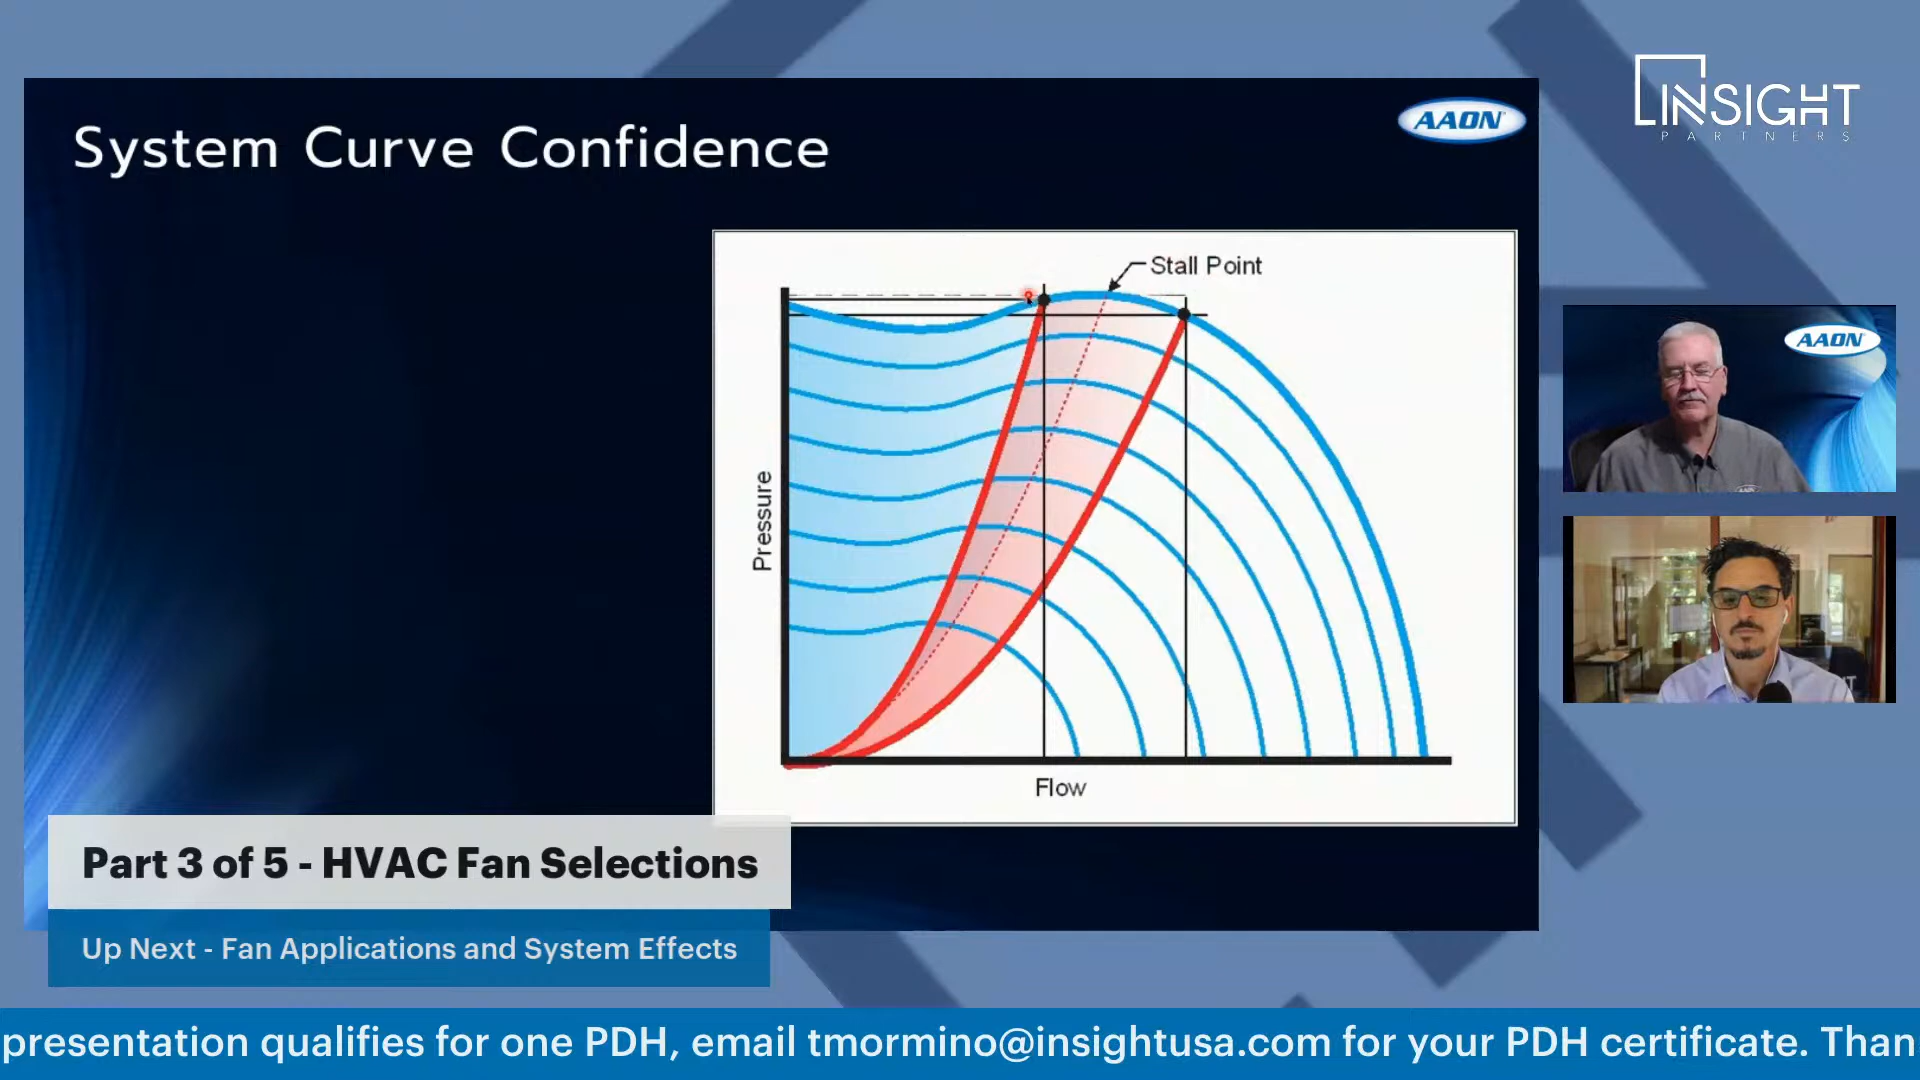 System Curve Confidence
AAON
INSIGHT
PARTNERS
Stall Point
Pressure
Flow
AAON
Part 3 of 5 - HVAC Fan Selections
Up Next - Fan Applications and System Effects
presentation qualifies for one PDH, email tmormino@insightusa.com for your PDH certificate. Than